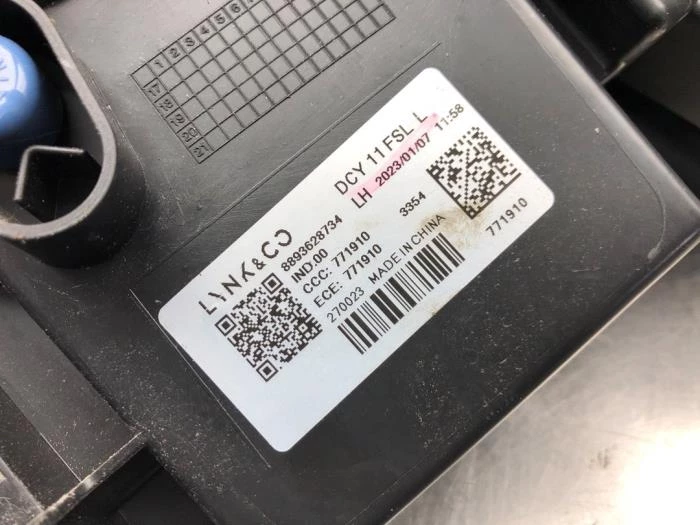 1 2 3 4 5 6
17
18
19
20
21
LYNK&CO
DCY 11 FSL L
8893628734
LH 2023/01/07 11:58
IND.00
CCC: 771910
3354
ECE: 771910
270023 MADE IN CHINA
771910